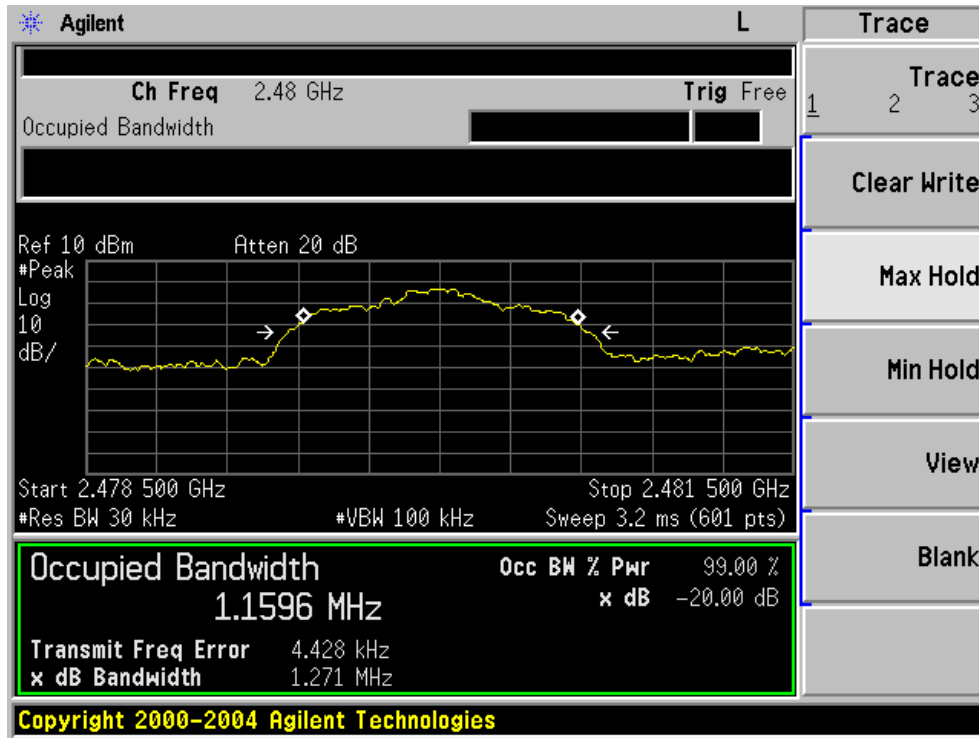 Agilent L Trace
Ch Freq 2.48 GHz Trig Free
Occupied Bandwidth
Trace
1 2 3
Clear Write
Max Hold
Min Hold
View
Blank
Ref 10 dBm Atten 20 dB
#Peak
Log
10
dB/
Start 2.478 500 GHz Stop 2.481 500 GHz
#Res BW 30 kHz #VBW 100 kHz Sweep 3.2 ms (601 pts)
Occupied Bandwidth Occ BW % Pwr 99.00 %
1.1596 MHz x dB -20.00 dB
Transmit Freq Error 4.428 kHz
x dB Bandwidth 1.271 MHz
Copyright 2000-2004 Agilent Technologies